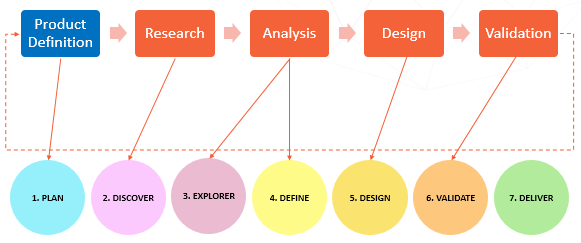 Product
Definition
Research
Analysis
Design
Validation
1. PLAN
2. DISCOVER
3. EXPLORER
4. DEFINE
5. DESIGN
6. VALIDATE
7. DELIVER